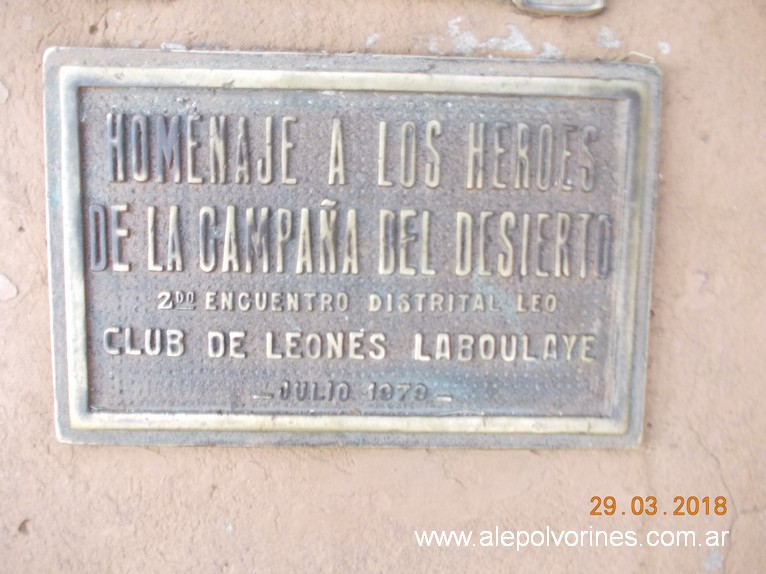 HOMENAJE A LOS HEROES
DE LA CAMPAÑA DEL DESIERTO
2DO ENCUENTRO DISTRITAL LEO
CLUB DE LEONES LABOULAYE
- JULIO 1979 -
29.03.2018
www.alepolvorines.com.ar